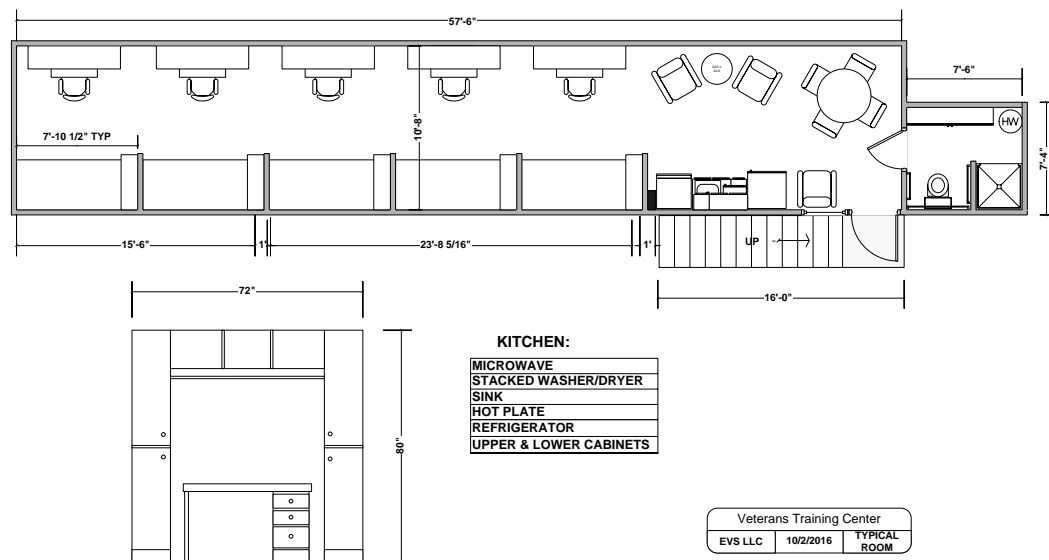 57'-6"
7'-6"
HW
7'-10 1/2" TYP
10'-8"
7'-4"
UP
15'-6"
1'
23'-8 5/16"
1'
16'-0"
72"
80"
KITCHEN:
MICROWAVE
STACKED WASHER/DRYER
SINK
HOT PLATE
REFRIGERATOR
UPPER & LOWER CABINETS
Veterans Training Center
EVS LLC 10/2/2016 TYPICAL
ROOM